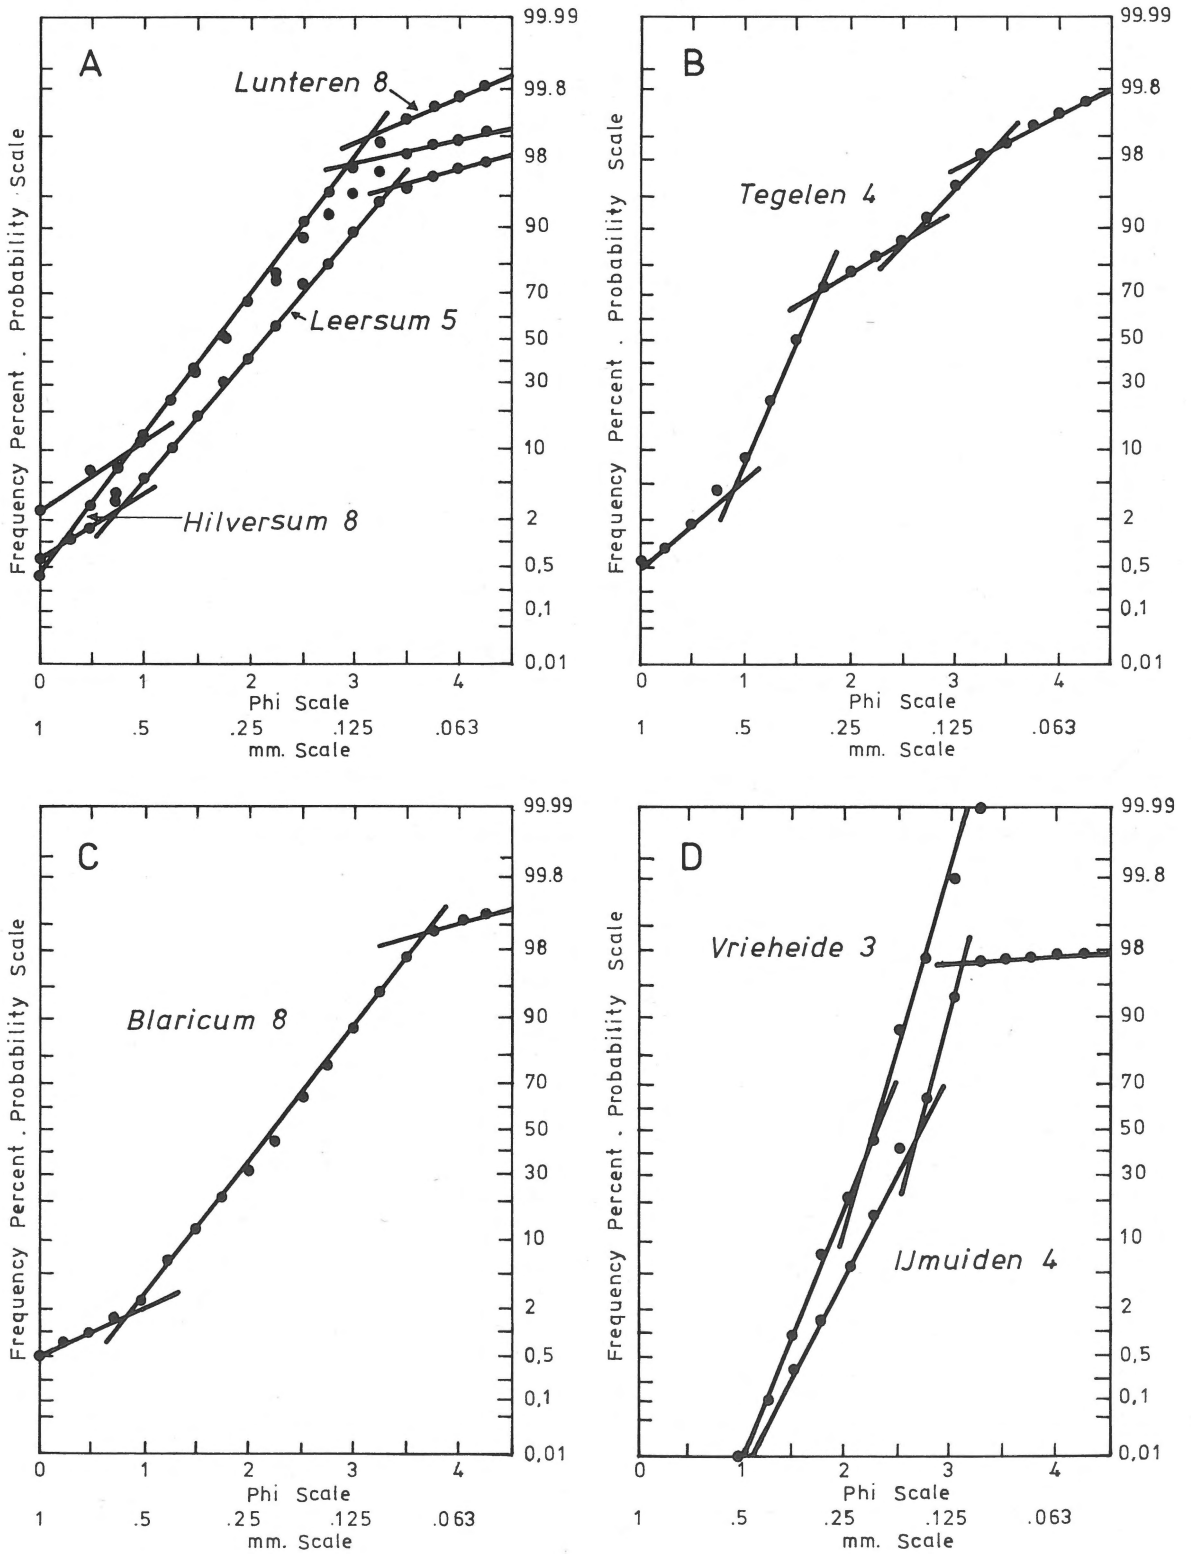 A
Lunteren 8
Leersum 5
Hilversum 8
Frequency Percent . Probability . Scale
99.99
99.8
98
90
70
50
30
10
2
0,5
0,1
0,01
0 1 2 3 4
Phi Scale
1 .5 .25 .125 .063
mm. Scale
B
Tegelen 4
Frequency Percent . Probability Scale
99.99
99.8
98
90
70
50
30
10
2
0,5
0,1
0,01
0 1 2 3 4
Phi Scale
1 .5 .25 .125 .063
mm. Scale
C
Blaricum 8
Frequency Percent . Probability Scale
99.99
99.8
98
90
70
50
30
10
2
0,5
0,1
0,01
0 1 2 3 4
Phi Scale
1 .5 .25 .125 .063
mm. Scale
D
Vrieheide 3
IJmuiden 4
Frequency Percent . Probability Scale
99.99
99.8
98
90
70
50
30
10
2
0,5
0,1
0,01
0 1 2 3 4
Phi Scale
1 .5 .25 .125 .063
mm. Scale